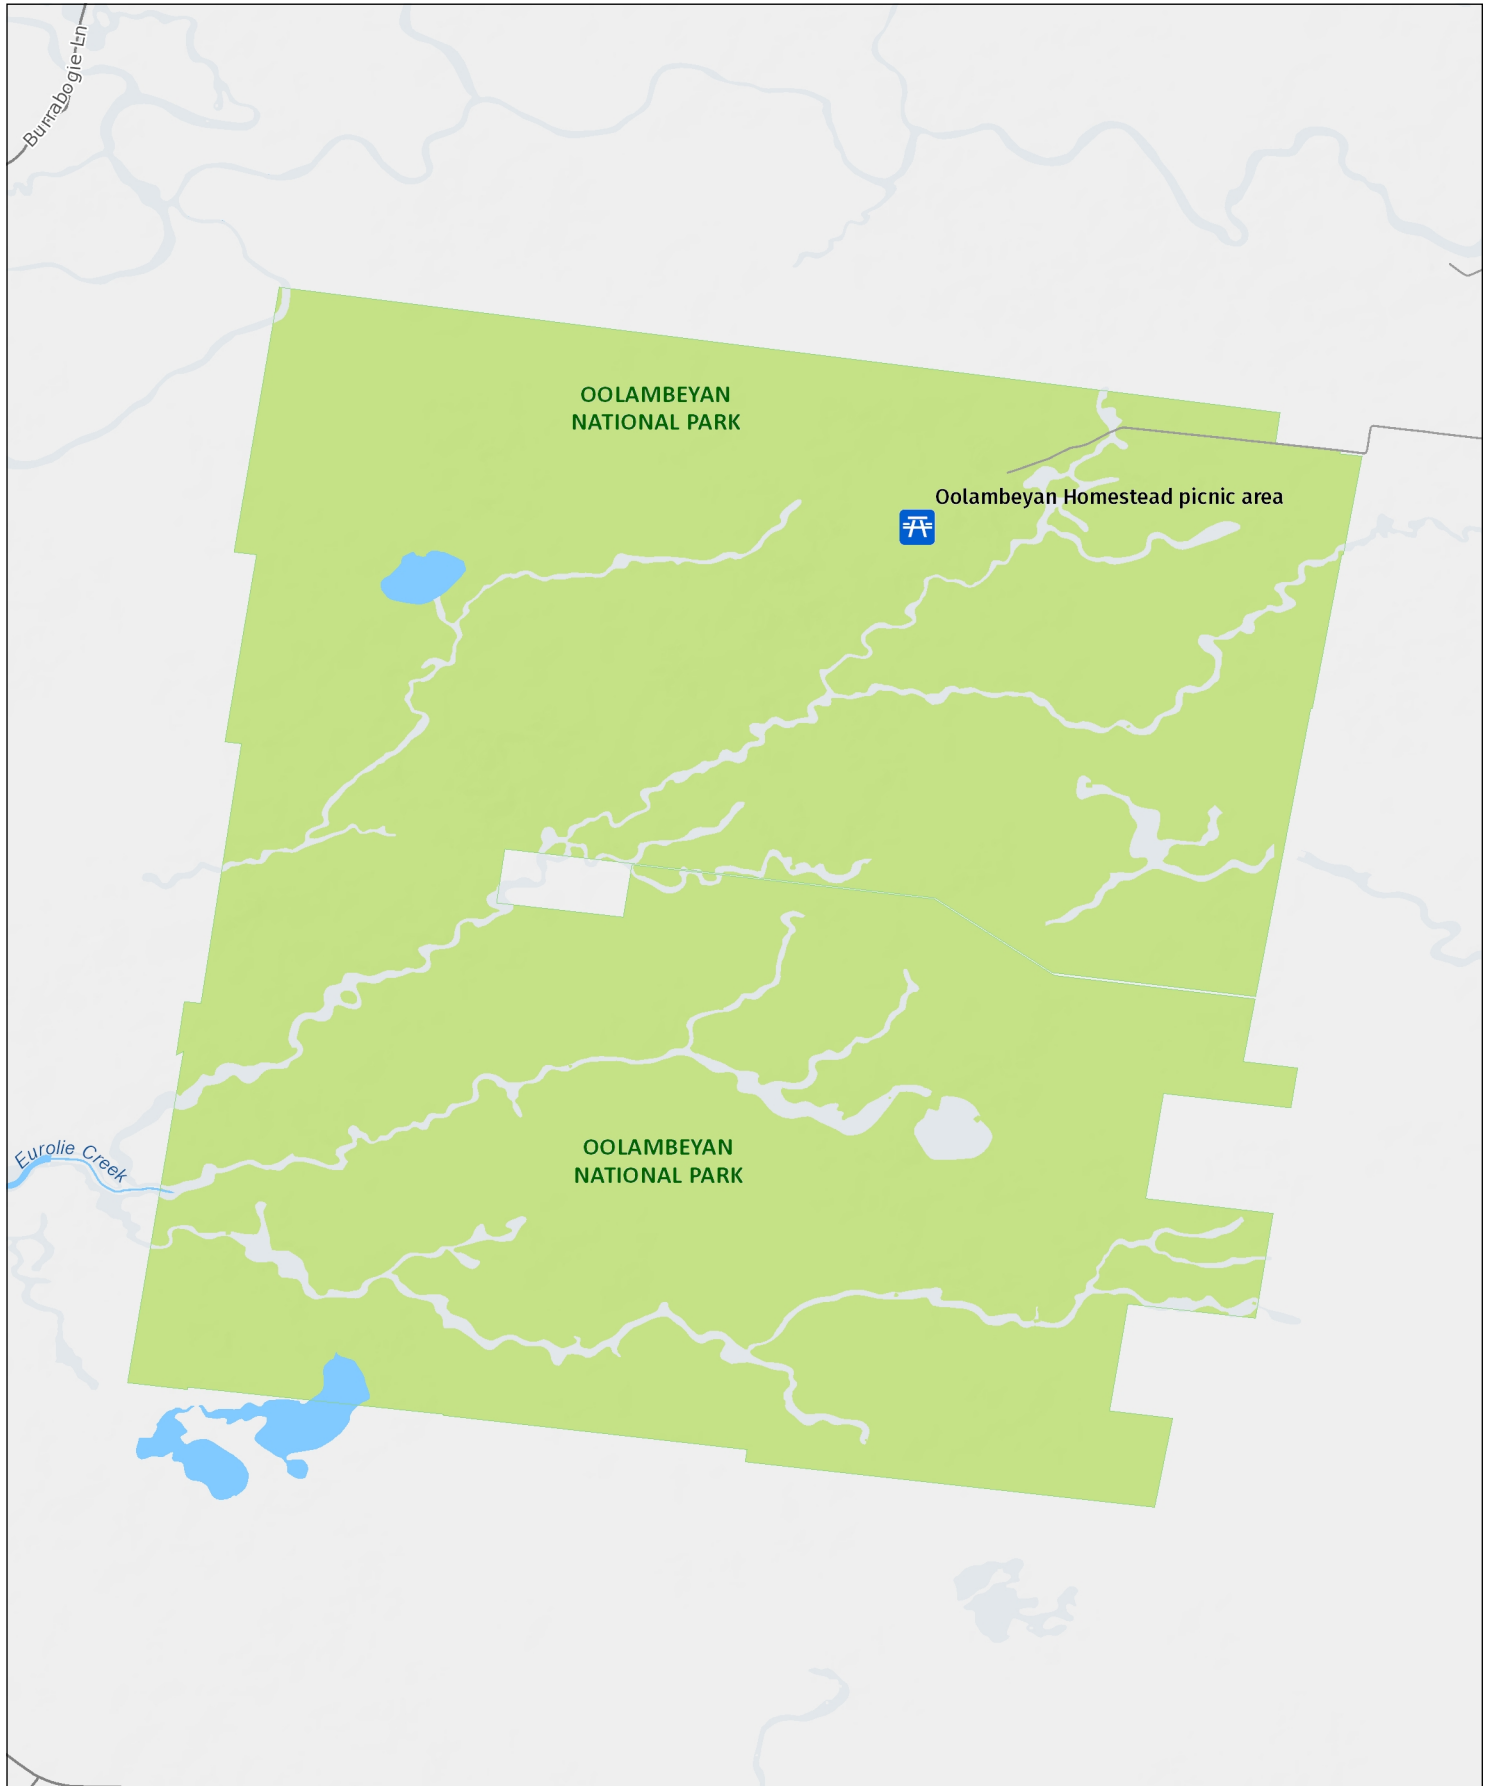 Burrabogie-Ln
OOLAMBEYAN
NATIONAL PARK
Oolambeyan Homestead picnic area
Eurolie Creek
OOLAMBEYAN
NATIONAL PARK